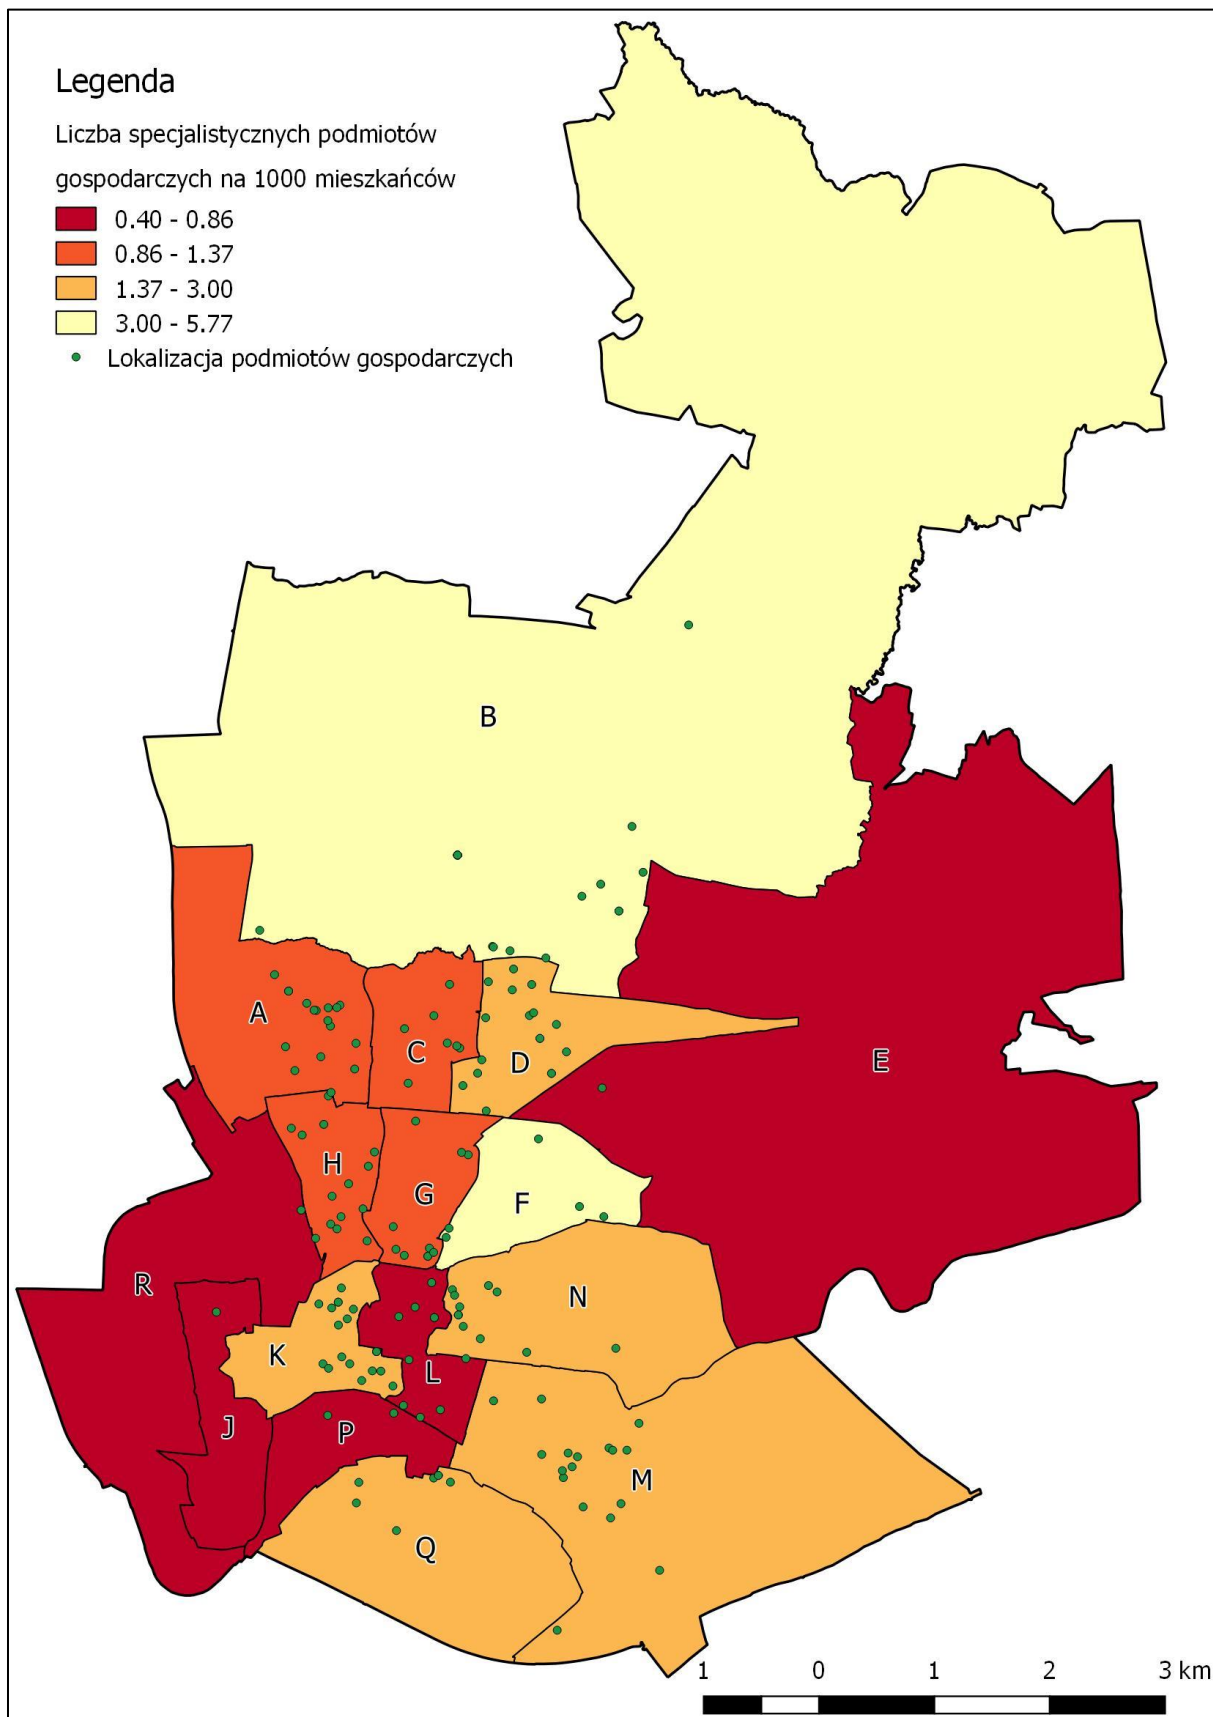 Legenda
Liczba specjalistycznych podmiotów
gospodarczych na 1000 mieszkańców
0.40 - 0.86
0.86 - 1.37
1.37 - 3.00
3.00 - 5.77
Lokalizacja podmiotów gospodarczych
B
A
C
D
E
H
G
F
R
N
K
L
J
P
M
Q
1 0 1 2 3 km